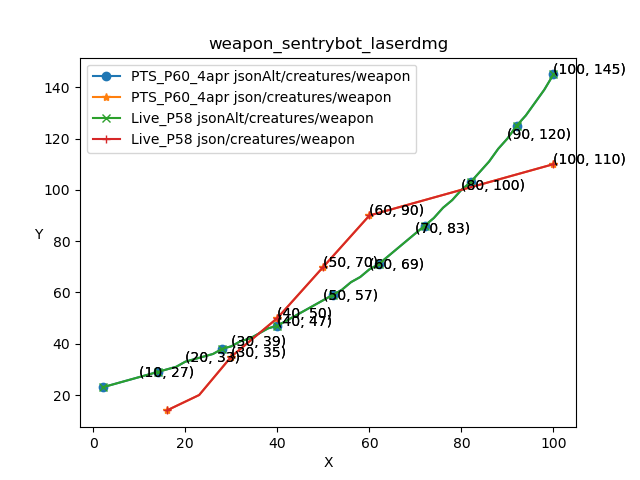 weapon_sentrybot_laserdmg
PTS_P60_4apr jsonAlt/creatures/weapon
PTS_P60_4apr json/creatures/weapon
Live_P58 jsonAlt/creatures/weapon
Live_P58 json/creatures/weapon
(100, 145)
(90, 120)
(100, 110)
(80, 100)
(60, 90)
(70, 83)
(50, 70)
(60, 69)
(50, 57)
(40, 50)
(40, 47)
(30, 39)
(30, 35)
(20, 33)
(10, 27)
Y
140
120
100
80
60
40
20
0 20 40 60 80 100
X